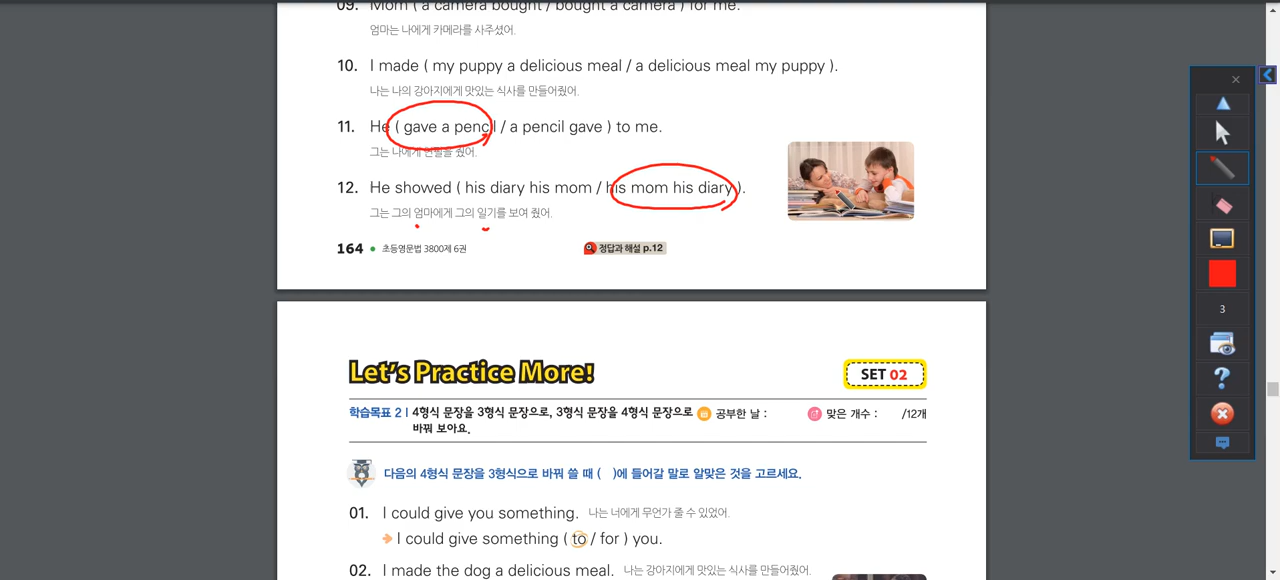 09. Mom ( a camera bought / bought a camera ) for me.
엄마는 나에게 카메라를 사주셨어.
10. I made ( my puppy a delicious meal / a delicious meal my puppy ).
나는 나의 강아지에게 맛있는 식사를 만들어줬어.
11. He ( gave a pencil / a pencil gave ) to me.
그는 나에게 연필을 줬어.
12. He showed ( his diary his mom / his mom his diary ).
그는 그의 엄마에게 그의 일기를 보여 줬어.
164 ● 초등영문법 3800제 6권
정답과 해설 p.12
3
Let's Practice More!
SET 02
학습목표 2 | 4형식 문장을 3형식 문장으로, 3형식 문장을 4형식 문장으로 바꿔 보아요.
공부한 날 :
맞은 개수 : /12개
다음의 4형식 문장을 3형식으로 바꿔 쓸 때 ( )에 들어갈 말로 알맞은 것을 고르세요.
01. I could give you something. 나는 너에게 무언가 줄 수 있었어.
I could give something ( to / for ) you.
02. I made the dog a delicious meal. 나는 강아지에게 맛있는 식사를 만들어줬어.